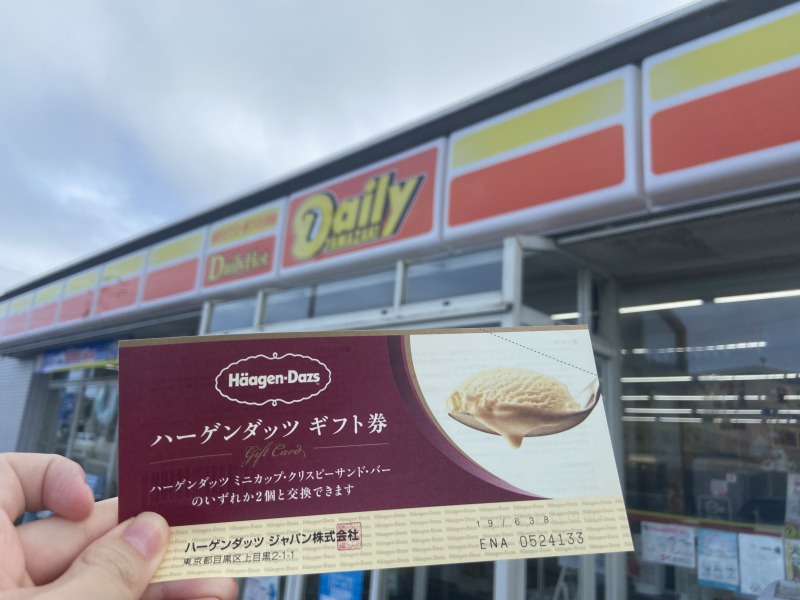 Daily
YAMAZAKI
DailyHot
Häagen-Dazs
ハーゲンダッツ ギフト券
Gift Card
ハーゲンダッツ ミニカップ・クリスピーサンド・バー
のいずれか2個と交換できます
ハーゲンダッツ ジャパン株式会社
東京都目黒区上目黒2-1-1
19/638
ENA 0524133